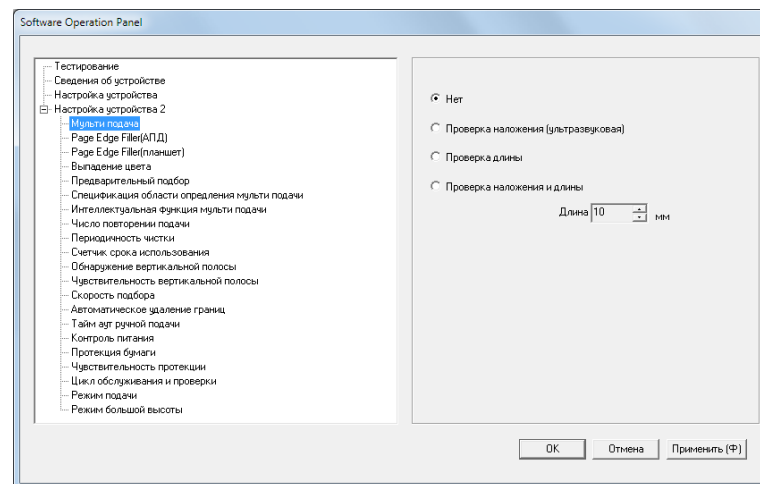 Software Operation Panel
Тестирование
Сведения об устройстве
Настройка устройства
Настройка устройства 2
Мульти подача
Page Edge Filler(АПД)
Page Edge Filler(планшет)
Выпадение цвета
Предварительный подбор
Спецификация области опредления мульти подачи
Интеллектуальная функция мульти подачи
Число повторении подачи
Периодичность чистки
Счетчик срока использования
Обнаружение вертикальной полосы
Чувствительность вертикальной полосы
Скорость подбора
Автоматическое удаление границ
Тайм аут ручной подачи
Контроль питания
Протекция бумаги
Чувствительность протекции
Цикл обслуживания и проверки
Режим подачи
Режим большой высоты
Нет
Проверка наложения (ультразвуковая)
Проверка длины
Проверка наложения и длины
Длина 10 мм
OK Отмена Применить (Ф)